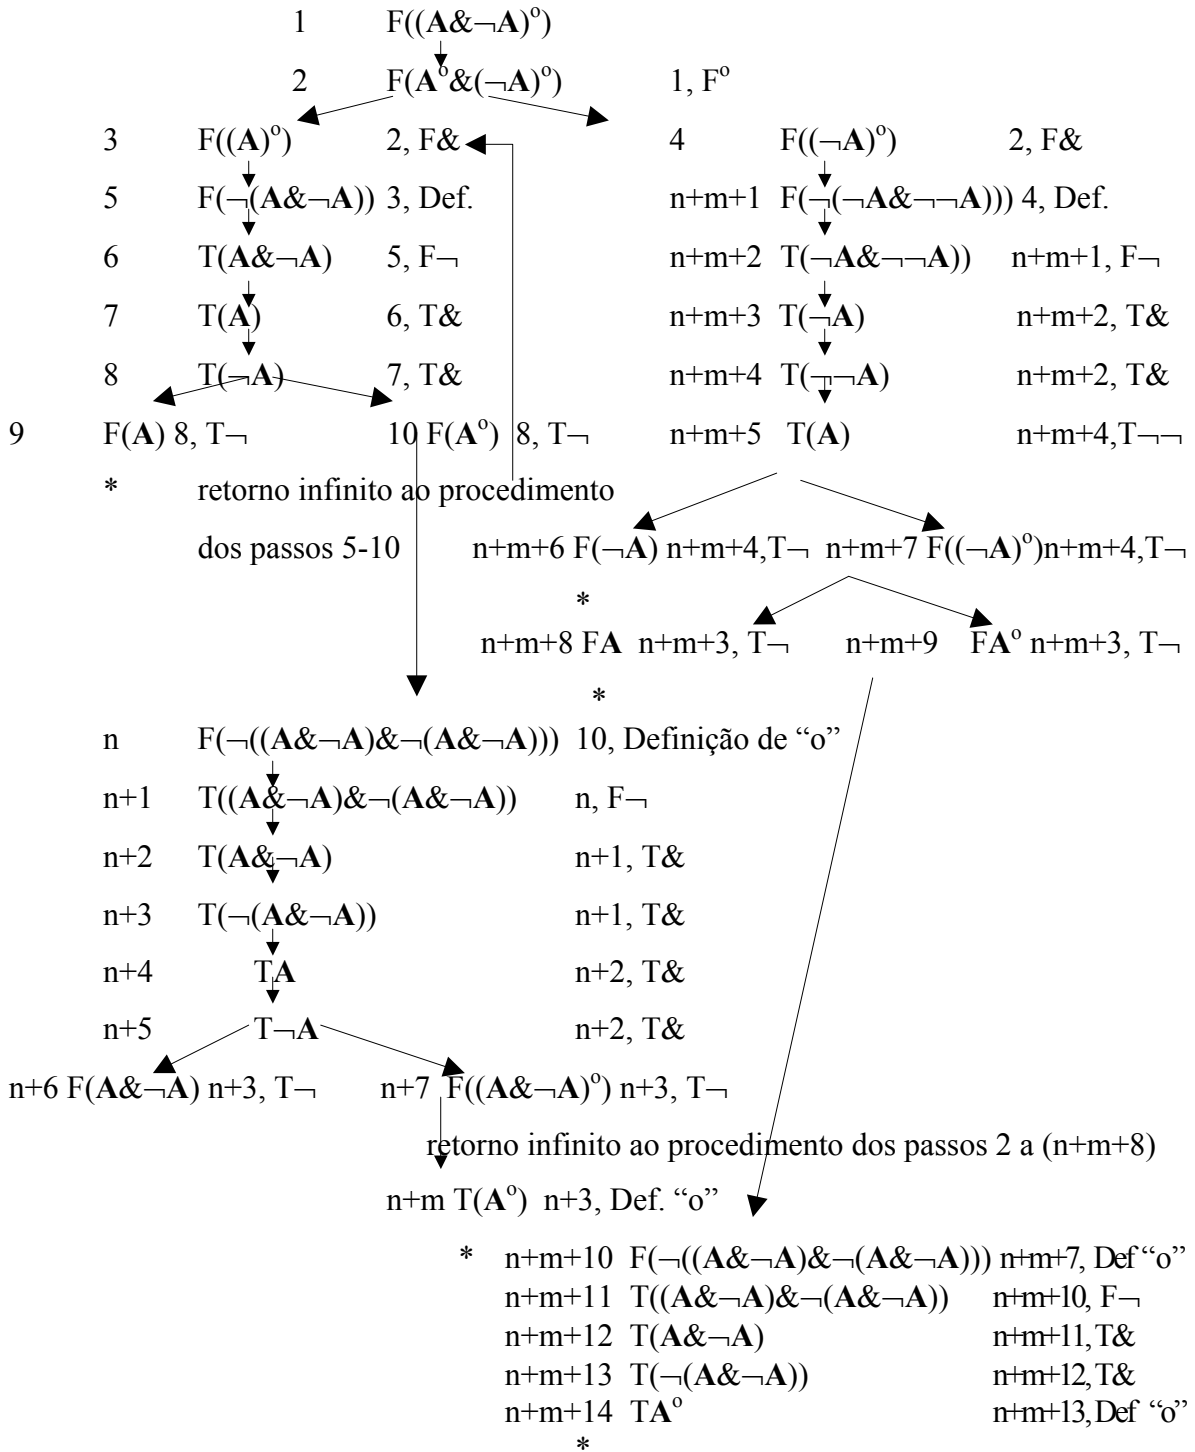 1 F((A&¬A)º)
2 F(Aº&(¬A)º) 1, Fº
3 F((A)º) 2, F& 4 F((¬A)º) 2, F&
5 F(¬(A&¬A)) 3, Def. n+m+1 F(¬(¬A&¬¬A))) 4, Def.
6 T(A&¬A) 5, F¬ n+m+2 T(¬A&¬¬A)) n+m+1, F¬
7 T(A) 6, T& n+m+3 T(¬A) n+m+2, T&
8 T(¬A) 7, T& n+m+4 T(¬¬A) n+m+2, T&
9 F(A) 8, T¬ 10 F(Aº) 8, T¬ n+m+5 T(A) n+m+4,T¬¬
* retorno infinito ao procedimento
dos passos 5-10 n+m+6 F(¬A) n+m+4,T¬ n+m+7 F((¬A)º)n+m+4,T¬
*
n+m+8 FA n+m+3, T¬ n+m+9 FAº n+m+3, T¬
*
n F(¬((A&¬A)&¬(A&¬A))) 10, Definição de “o”
n+1 T((A&¬A)&¬(A&¬A)) n, F¬
n+2 T(A&¬A) n+1, T&
n+3 T(¬(A&¬A)) n+1, T&
n+4 TA n+2, T&
n+5 T¬A n+2, T&
n+6 F(A&¬A) n+3, T¬ n+7 F((A&¬A)º) n+3, T¬
retorno infinito ao procedimento dos passos 2 a (n+m+8)
n+m T(Aº) n+3, Def. “o”
* n+m+10 F(¬((A&¬A)&¬(A&¬A))) n+m+7, Def “o”
n+m+11 T((A&¬A)&¬(A&¬A)) n+m+10, F¬
n+m+12 T(A&¬A) n+m+11, T&
n+m+13 T(¬(A&¬A)) n+m+12, T&
n+m+14 TAº n+m+13, Def “o”
*